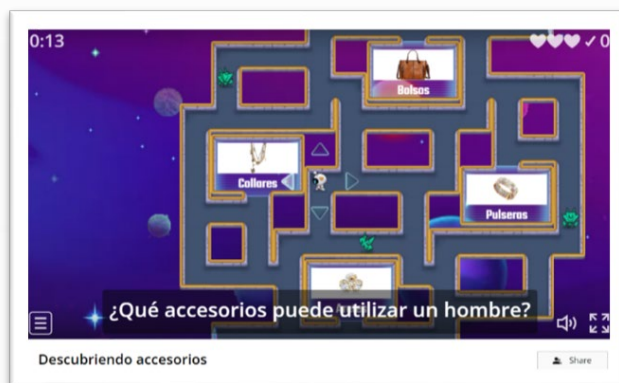 0:13
✓ 0
Bolsos
Collares
Pulseras
¿Qué accesorios puede utilizar un hombre?
Descubriendo accesorios
Share